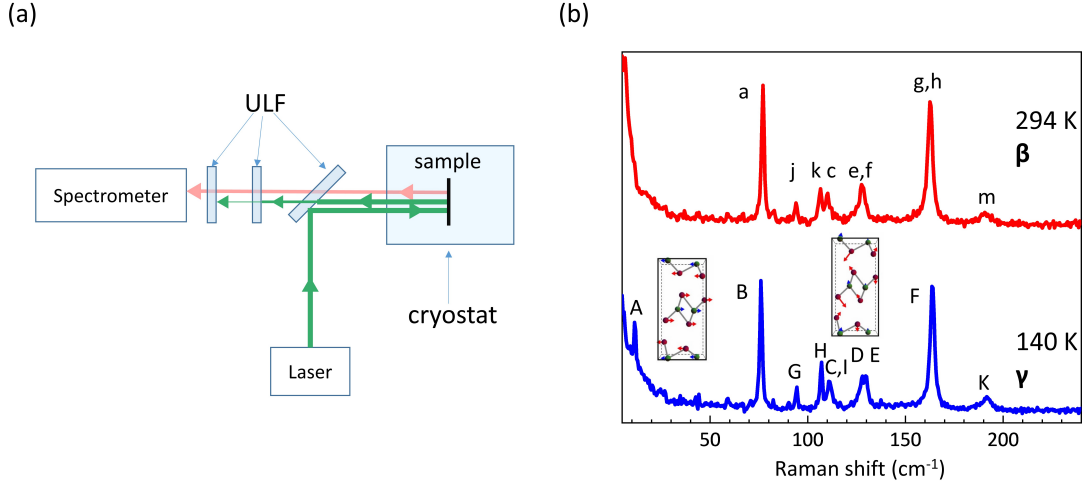 (a)
ULF
sample
Spectrometer
cryostat
Laser
(b)
a
j
k c
e,f
g,h
m
294 K
β
A
B
G
H
C,I
D E
F
K
140 K
γ
50
100
150
200
Raman shift (cm⁻¹)